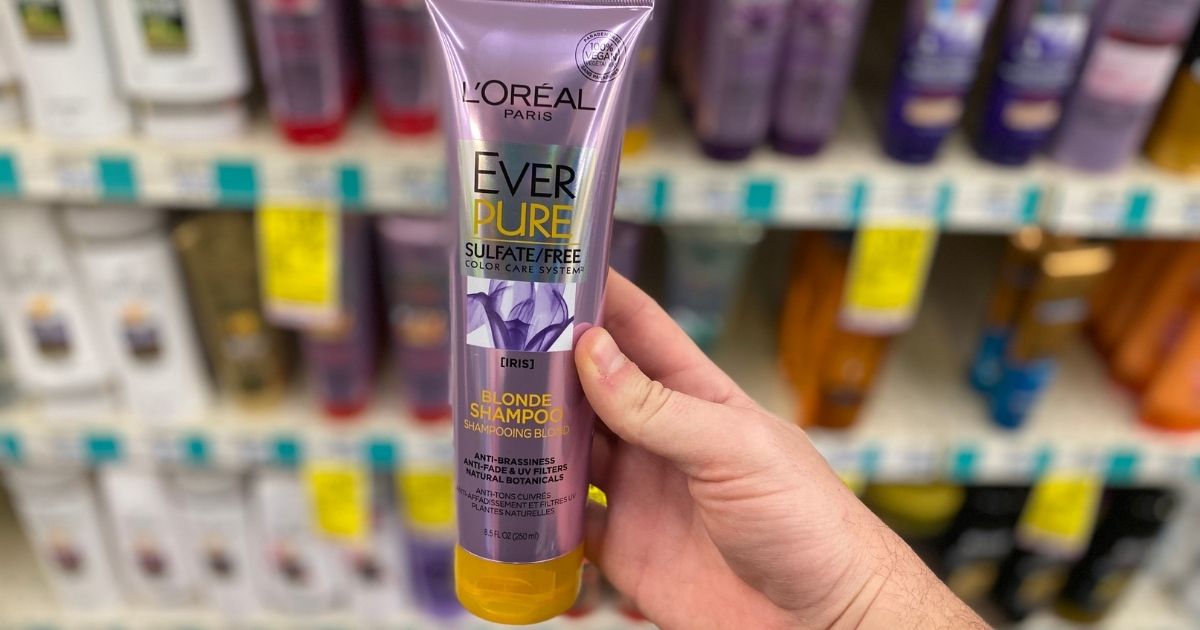 100%
VEGAN
L'ORÉAL
PARIS
EVER
PURE
SULFATE/FREE
COLOR CARE SYSTEM
[IRIS]
BLONDE
SHAMPOO
SHAMPOOING BLOND
ANTI-BRASSINESS
ANTI-FADE & UV FILTERS
NATURAL BOTANICALS
ANTI-TONS CUIVRÉS
ANTI-AFFADISSEMENT ET FILTRES UV
PLANTES NATURELLES
8.5 FL OZ (250 ml)